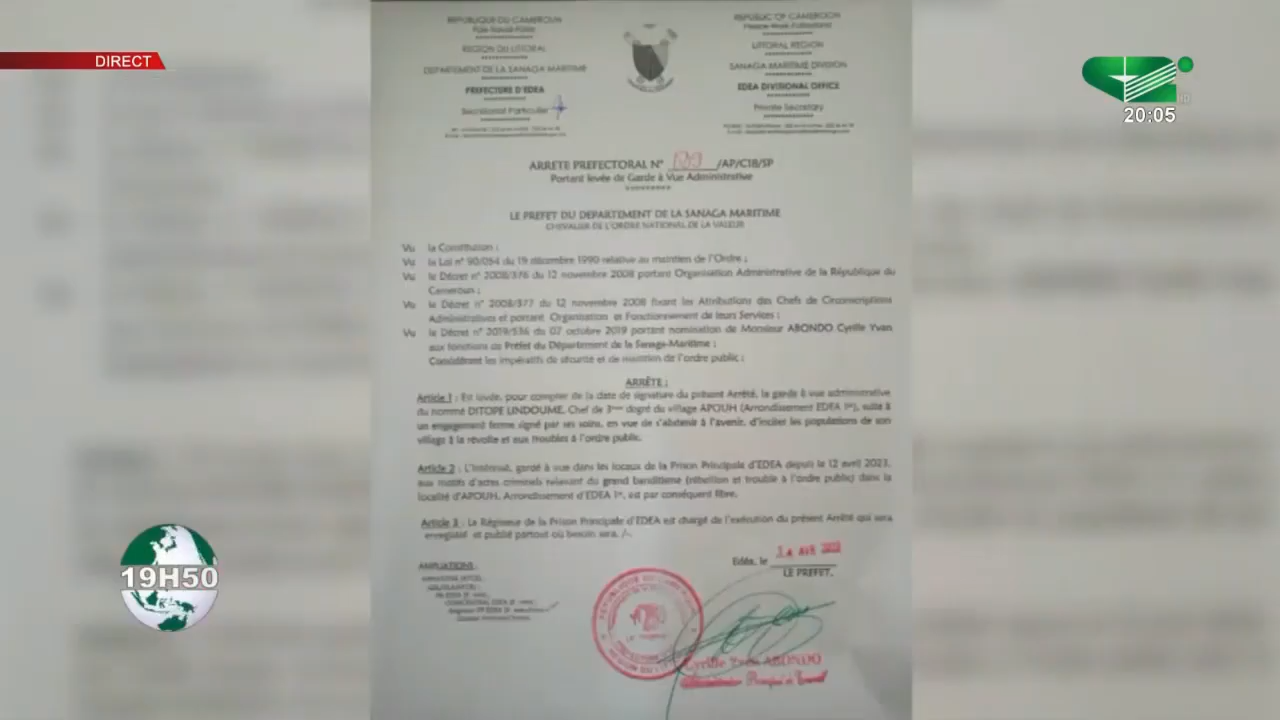 DIRECT
20:05
19H50
REPUBLIQUE DU CAMEROUN
Paix-Travail-Patrie
REGION DU LITTORAL
DEPARTEMENT DE LA SANAGA MARITIME
PREFECTURE D'EDEA
Secrétariat Particulier
REPUBLIC OF CAMEROON
Peace-Work-Fatherland
LITTORAL REGION
SANAGA MARITIME DIVISION
EDEA DIVISIONAL OFFICE
Private Secretary
ARRETE PREFECTORAL N° /AP/C18/SP
Portant levée de Garde à Vue Administrative
LE PREFET DU DEPARTEMENT DE LA SANAGA MARITIME
CHEVALIER DE L'ORDRE NATIONAL DE LA VALEUR
Vu la Constitution ;
Vu la Loi n° 90/054 du 19 décembre 1990 relative au maintien de l'Ordre ;
Vu le Décret n° 2008/376 du 12 novembre 2008 portant Organisation Administrative de la République du
Cameroun ;
Vu le Décret n° 2008/377 du 12 novembre 2008 fixant les Attributions des Chefs de Circonscriptions
Administratives et portant Organisation et Fonctionnement de leurs Services ;
Vu le Décret n° 2019/536 du 07 octobre 2019 portant nomination de Monsieur ABONDO Cyrille Yvan
aux fonctions de Préfet du Département de la Sanaga-Maritime ;
Considérant les impératifs de sécurité et de maintien de l'ordre public ;
ARRÊTE :
Article 1 : Est levée, pour compter de la date de signature du présent Arrêté, la garde à vue administrative
du nommé DITOPE LINDOUME, Chef de 3ème degré du village APOUH (Arrondissement EDEA 1er), suite à
un engagement ferme signé par ses soins, en vue de s'abstenir à l'avenir, d'inciter les populations de son
village à la révolte et aux troubles à l'ordre public.
Article 2 : L'intéressé, gardé à vue dans les locaux de la Prison Principale d'EDEA depuis le 12 avril 2023,
aux motifs d'actes criminels relevant du grand banditisme (rébellion et trouble à l'ordre public) dans la
localité d'APOUH, Arrondissement d'EDEA 1er, est par conséquent libre.
Article 3 : Le Régisseur de la Prison Principale d'EDEA est chargé de l'exécution du présent Arrêté qui sera
enregistré et publié partout où besoin sera. /-
AMPLIATIONS :
Edéa, le 14 AVR
LE PREFET,
Cyrille Yvan ABONDO